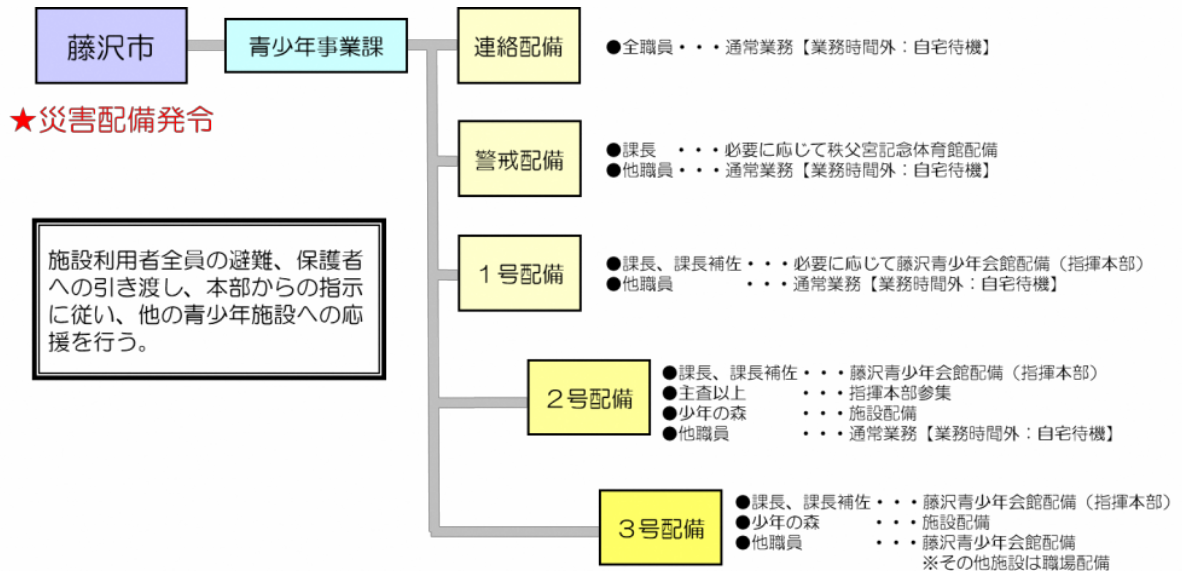 藤沢市
青少年事業課
★災害配備発令
連絡配備
●全職員・・・通常業務【業務時間外：自宅待機】
警戒配備
●課長　・・・必要に応じて秩父宮記念体育館配備
●他職員・・・通常業務【業務時間外：自宅待機】
施設利用者全員の避難、保護者
への引き渡し、本部からの指示
に従い、他の青少年施設への応
援を行う。
１号配備
●課長、課長補佐・・・必要に応じて藤沢青少年会館配備（指揮本部）
●他職員　　　　・・・通常業務【業務時間外：自宅待機】
２号配備
●課長、課長補佐・・・藤沢青少年会館配備（指揮本部）
●主査以上　　　・・・指揮本部参集
●少年の森　　　・・・施設配備
●他職員　　　　・・・通常業務【業務時間外：自宅待機】
３号配備
●課長、課長補佐・・・藤沢青少年会館配備（指揮本部）
●少年の森　　　・・・施設配備
●他職員　　　　・・・藤沢青少年会館配備
※その他施設は職場配備